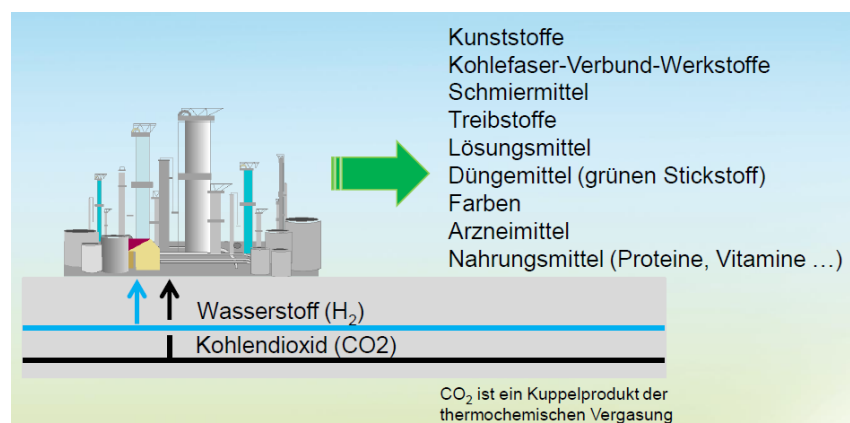 Kunststoffe
Kohlefaser-Verbund-Werkstoffe
Schmiermittel
Treibstoffe
Lösungsmittel
Düngemittel (grünen Stickstoff)
Farben
Arzneimittel
Nahrungsmittel (Proteine, Vitamine …)
Wasserstoff (H₂)
Kohlendioxid (CO2)
CO₂ ist ein Kuppelprodukt der
thermochemischen Vergasung